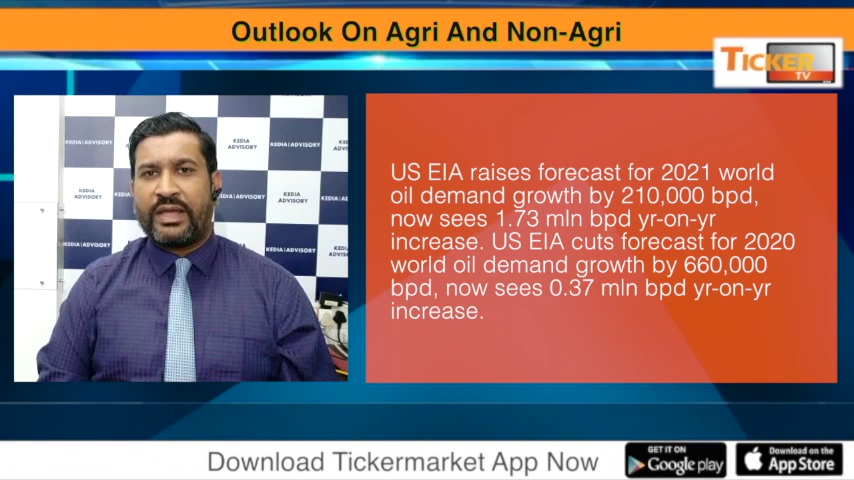 Outlook On Agri And Non-Agri
TICKER
TV
KEDIA|ADVISORY
KEDIA
ADVISORY
KEDIA
ADVISORY
KEDIA
ADVISORY
KEDIA|ADVISORY
KEDIA|ADVISORY
US EIA raises forecast for 2021 world
oil demand growth by 210,000 bpd,
now sees 1.73 mln bpd yr-on-yr
increase. US EIA cuts forecast for 2020
world oil demand growth by 660,000
bpd, now sees 0.37 mln bpd yr-on-yr
increase.
Download Tickermarket App Now
GET IT ON
Google play
Download on the
App Store